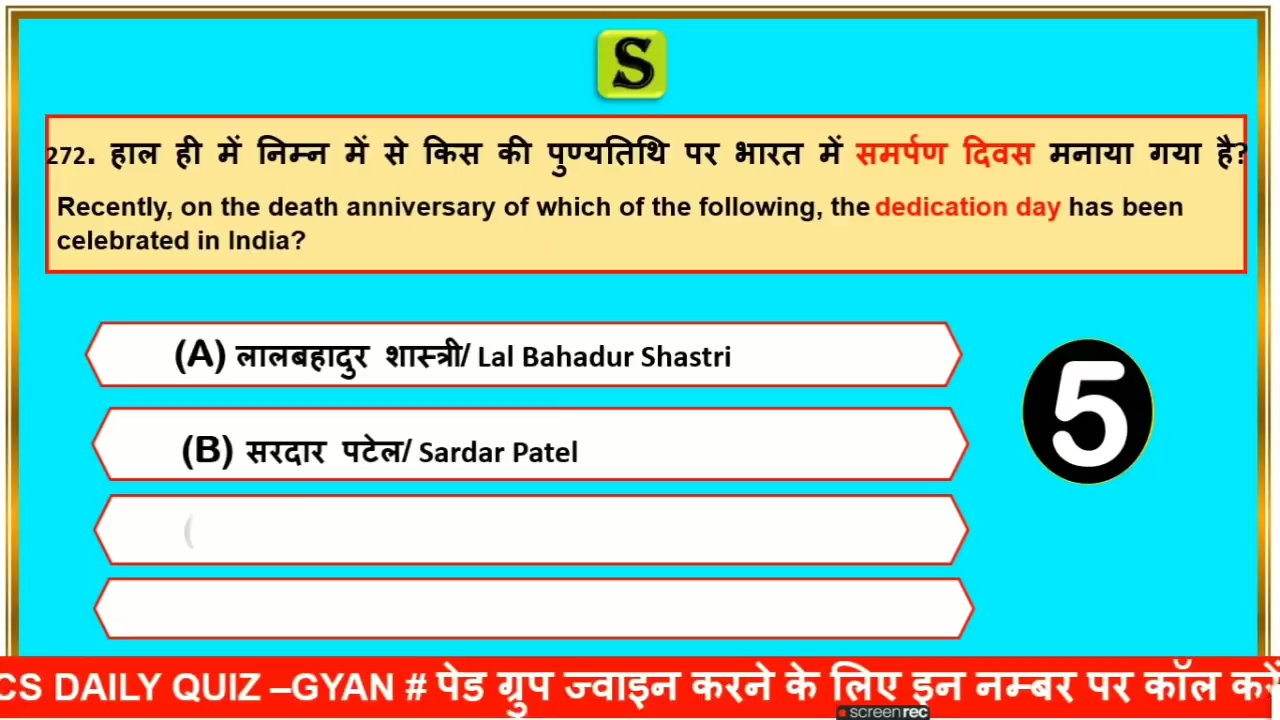 S
272. हाल ही में निम्न में से किस की पुण्यतिथि पर भारत में समर्पण दिवस मनाया गया है?
Recently, on the death anniversary of which of the following, the dedication day has been
celebrated in India?
(A) लालबहादुर शास्त्री/ Lal Bahadur Shastri
5
(B) सरदार पटेल/ Sardar Patel
(
CS DAILY QUIZ –GYAN # पेड ग्रुप ज्वाइन करने के लिए इन नम्बर पर कॉल करें
screenrec